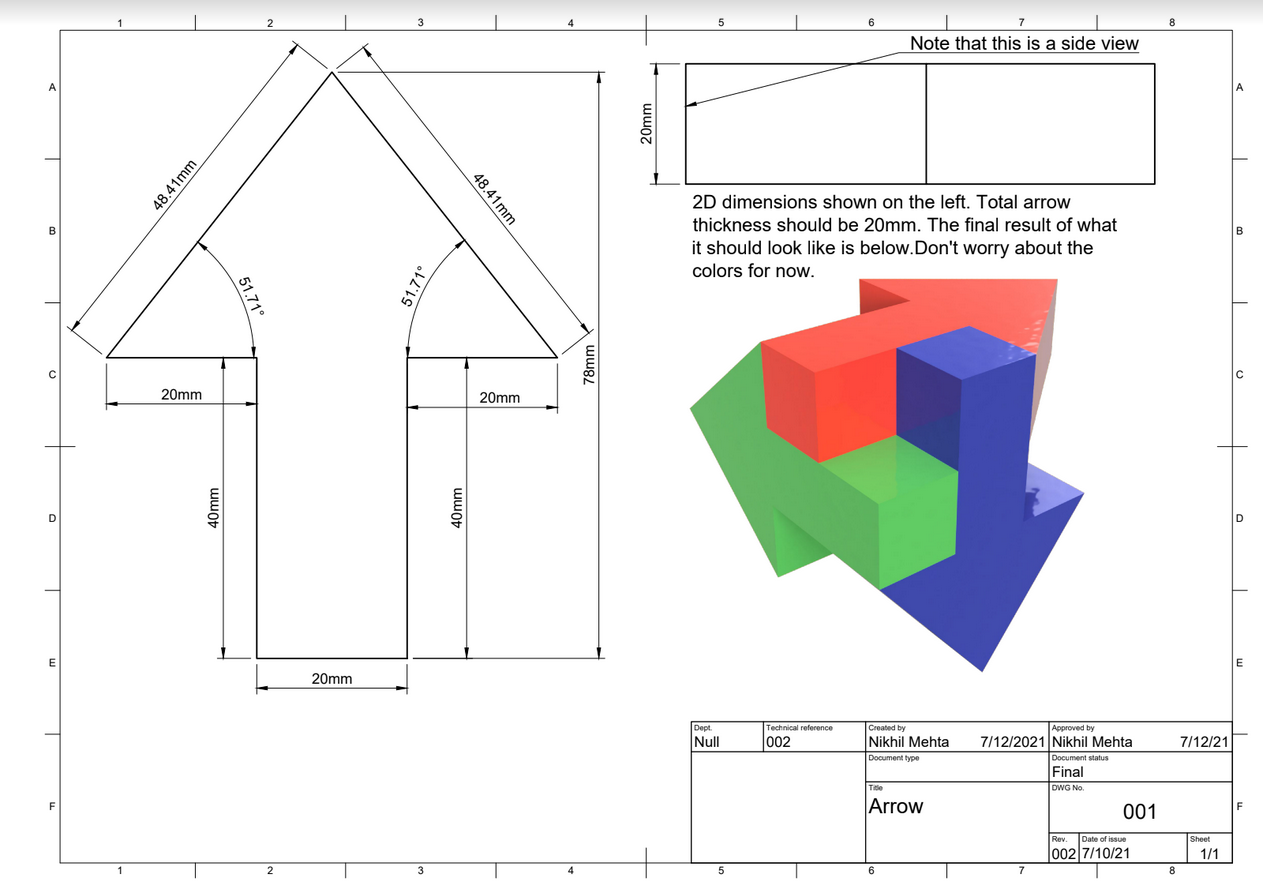 1 2 3 4 5 6 7 8
Note that this is a side view
A A
48.41mm
48.41mm
20mm
2D dimensions shown on the left. Total arrow
thickness should be 20mm. The final result of what
it should look like is below.Don't worry about the
colors for now.
B B
51.71°
51.71°
78mm
C C
20mm
20mm
40mm
40mm
D D
E E
20mm
Dept.
Null
Technical reference
002
Created by
Nikhil Mehta 7/12/2021
Approved by
Nikhil Mehta 7/12/21
Document type
Document status
Final
Title
Arrow
DWG No.
001
F F
Rev.
002
Date of issue
7/10/21
Sheet
1/1
1 2 3 4 5 6 7 8